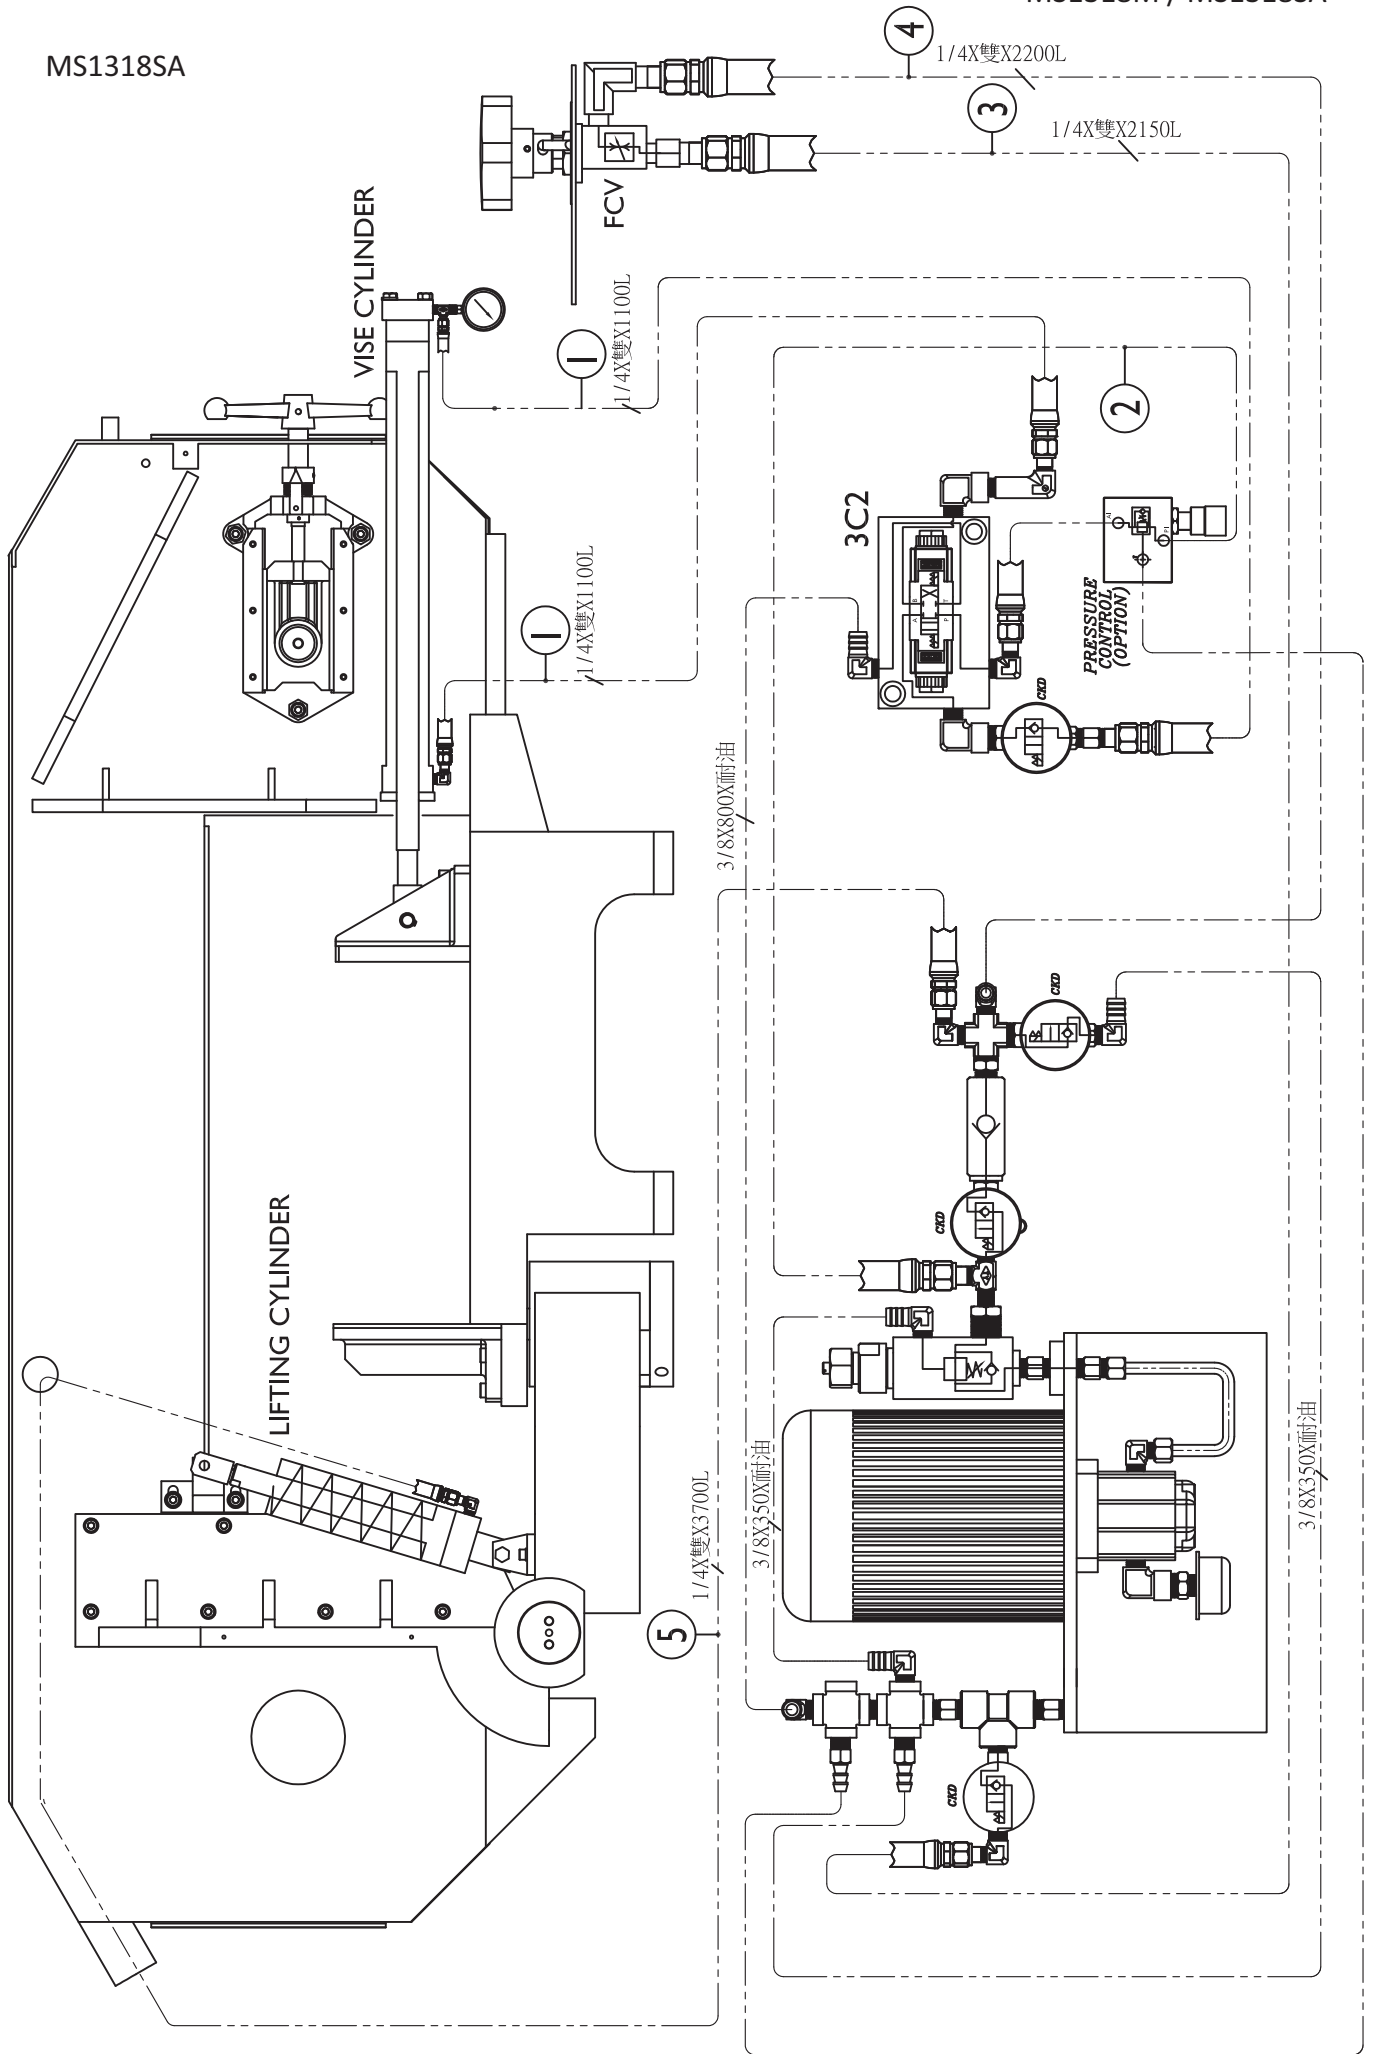 MS1318SA
4
1/4X雙X2200L
3
1/4X雙X2150L
FCV
VISE CYLINDER
1
1/4X雙X1100L
2
3C2
A
B
P
T
A1
P1
PRESSURE
CONTROL
(OPTION)
1
1/4X雙X1100L
CKD
3/8X800X耐油
CKD
CKD
LIFTING CYLINDER
5
1/4X雙X3700L
3/8X350X耐油
3/8X350X耐油
CKD